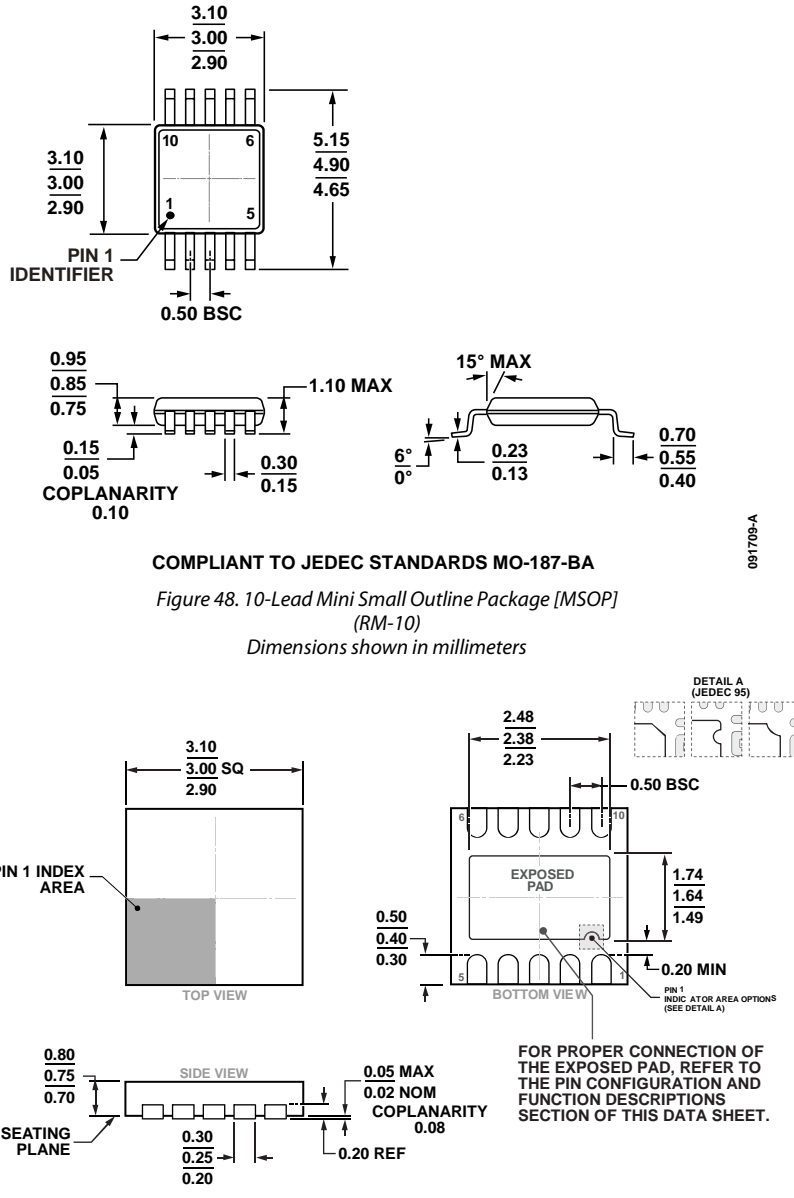 3.10
3.00
2.90
3.10
3.00
2.90
10
6
1
5
5.15
4.90
4.65
PIN 1
IDENTIFIER
0.50 BSC
0.95
0.85
0.75
1.10 MAX
0.15
0.05
COPLANARITY
0.10
0.30
0.15
15° MAX
6°
0°
0.23
0.13
0.70
0.55
0.40
COMPLIANT TO JEDEC STANDARDS MO-187-BA
091709-A
Figure 48. 10-Lead Mini Small Outline Package [MSOP]
(RM-10)
Dimensions shown in millimeters
3.10
3.00 SQ
2.90
PIN 1 INDEX
AREA
TOP VIEW
DETAIL A
(JEDEC 95)
2.48
2.38
2.23
0.50 BSC
6
10
EXPOSED
PAD
1.74
1.64
1.49
0.50
0.40
0.30
0.20 MIN
5
1
BOTTOM VIEW
PIN 1
INDIC ATOR AREA OPTIONS
(SEE DETAIL A)
FOR PROPER CONNECTION OF
THE EXPOSED PAD, REFER TO
THE PIN CONFIGURATION AND
FUNCTION DESCRIPTIONS
SECTION OF THIS DATA SHEET.
0.80
0.75
0.70
SIDE VIEW
0.05 MAX
0.02 NOM
COPLANARITY
0.08
SEATING
PLANE
0.30
0.25
0.20
0.20 REF